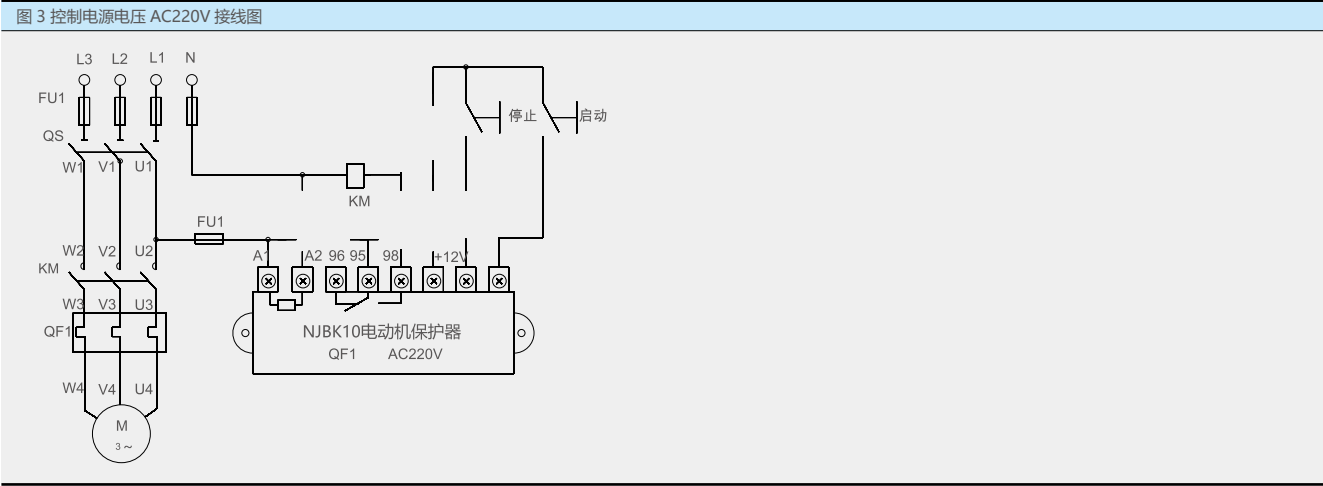 图 3 控制电源电压 AC220V 接线图
L3 L2 L1 N
FU1
停止 启动
QS
W1 V1 U1
KM
FU1
W2 V2 U2
A1 A2 96 95 98 +12V
KM
W3 V3 U3
QF1
NJBK10电动机保护器
QF1 AC220V
W4 V4 U4
M
3～